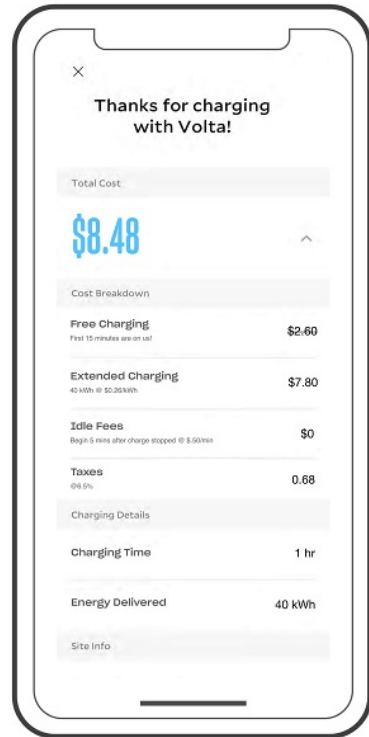 Thanks for charging
with Volta!
Total Cost
$8.48
Cost Breakdown
Free Charging $2.60
First 15 minutes are on us!
Extended Charging $7.80
40 kWh @ $0.26/kWh
Idle Fees $0
Begin 5 mins after charge stopped @ $.50/min
Taxes 0.68
@6.5%
Charging Details
Charging Time 1 hr
Energy Delivered 40 kWh
Site Info